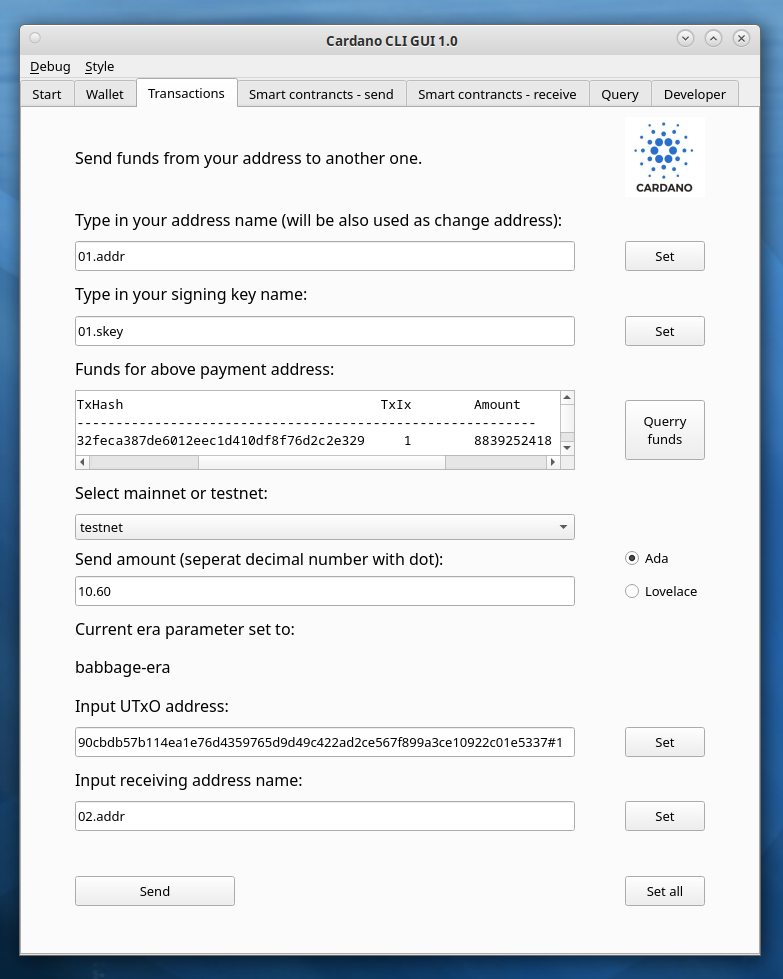 Cardano CLI GUI 1.0
Debug Style
Start Wallet Transactions Smart contrancts - send Smart contrancts - receive Query Developer
Send funds from your address to another one.
CARDANO
Type in your address name (will be also used as change address):
01.addr Set
Type in your signing key name:
01.skey Set
Funds for above payment address:
TxHash TxIx Amount
-----------------------------------------------------------
32feca387de6012eec1d410df8f76d2c2e329 1 8839252418
Querry
funds
Select mainnet or testnet:
testnet
Send amount (seperat decimal number with dot):
Ada
10.60
Lovelace
Current era parameter set to:
babbage-era
Input UTxO address:
90cbdb57b114ea1e76d4359765d9d49c422ad2ce567f899a3ce10922c01e5337#1 Set
Input receiving address name:
02.addr Set
Send Set all